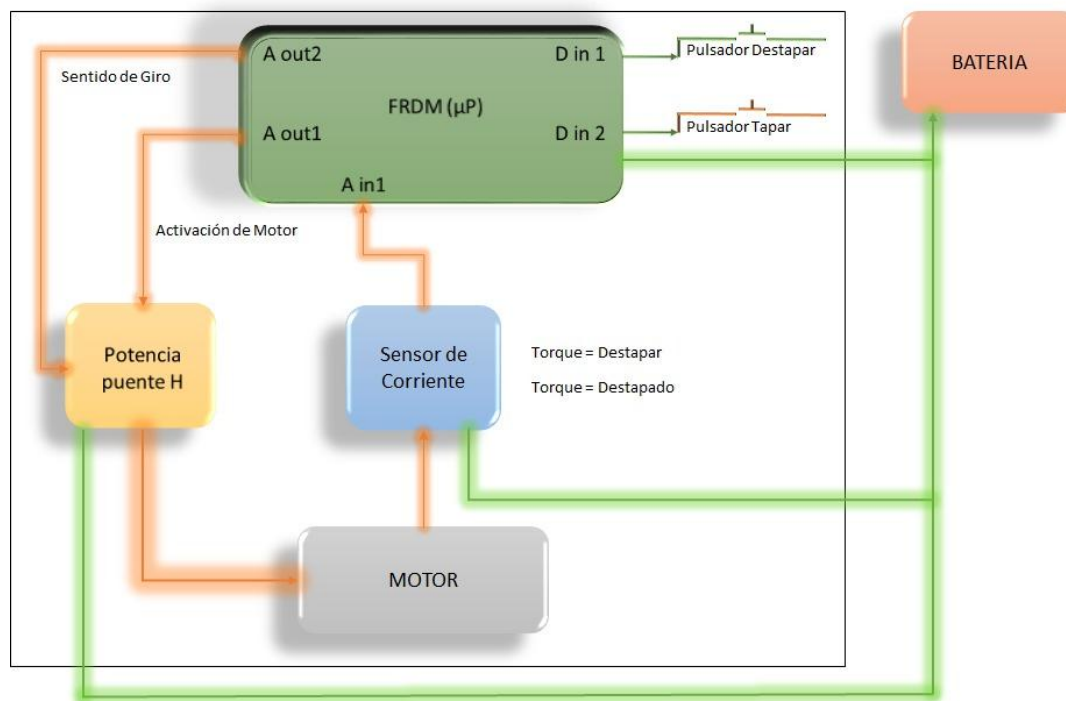 A out2
D in 1
Pulsador Destapar
BATERIA
Sentido de Giro
FRDM (µP)
A out1
D in 2
Pulsador Tapar
A in1
Activación de Motor
Potencia
puente H
Sensor de
Corriente
Torque = Destapar
Torque = Destapado
MOTOR